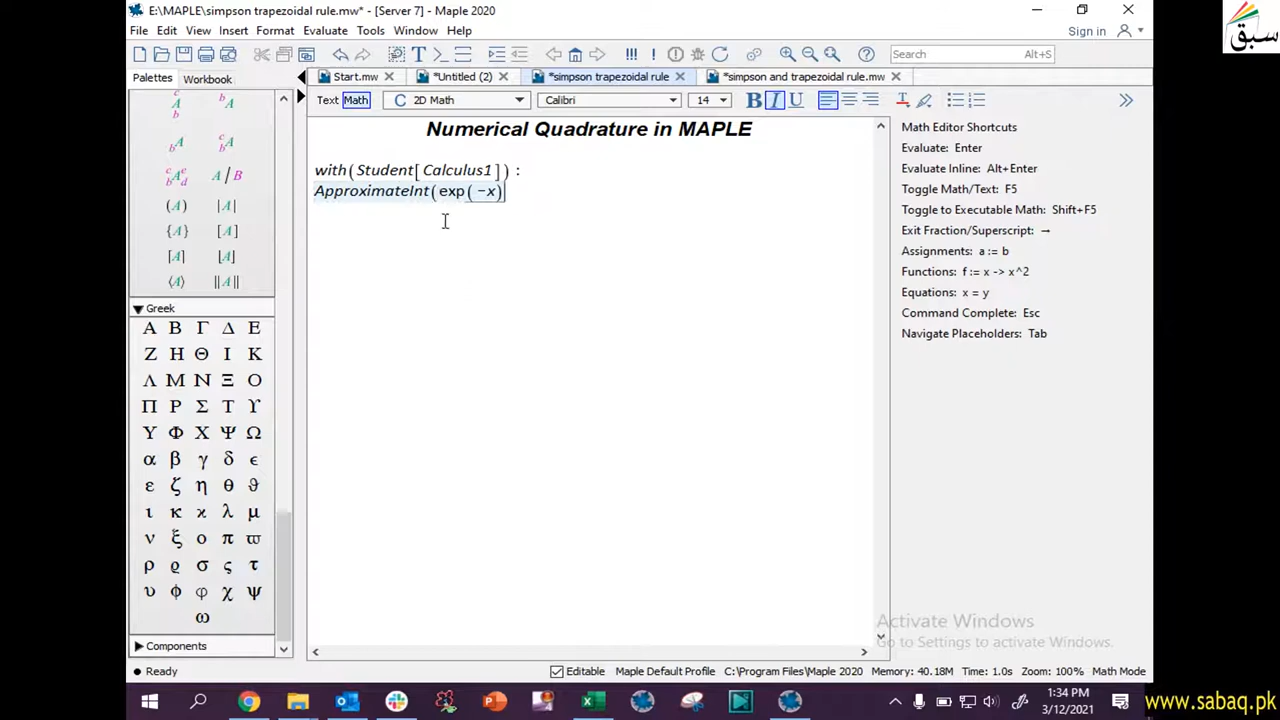 E:\MAPLE\simpson trapezoidal rule.mw* - [Server 7] - Maple 2020
سبق
File Edit View Insert Format Evaluate Tools Window Help
Sign in
Search Alt+S
Palettes Workbook
Start.mw
*Untitled (2)
*simpson trapezoidal rule
*simpson and trapezoidal rule.mw
Text Math
C 2D Math
Calibri
14
B I U
Numerical Quadrature in MAPLE
with(Student[Calculus1]) :
ApproximateInt(exp(-x)
Math Editor Shortcuts
Evaluate: Enter
Evaluate Inline: Alt+Enter
Toggle Math/Text: F5
Toggle to Executable Math: Shift+F5
Exit Fraction/Superscript: →
Assignments: a := b
Functions: f := x -> x^2
Equations: x = y
Command Complete: Esc
Navigate Placeholders: Tab
A | B
(A) |A|
{A} [A]
⌈A⌉ ⌊A⌋
⟨A⟩ ||A||
Greek
Α Β Γ Δ Ε
Ζ Η Θ Ι Κ
Λ Μ Ν Ξ Ο
Π Ρ Σ Τ ϒ
Υ Φ Χ Ψ Ω
α β γ δ ϵ
ε ζ η θ ϑ
ι κ ϰ λ μ
ν ξ ο π ϖ
ρ ϱ σ ς τ
υ ϕ φ χ ψ
ω
Components
Activate Windows
Go to Settings to activate Windows.
Ready
Editable Maple Default Profile C:\Program Files\Maple 2020 Memory: 40.18M Time: 1.0s Zoom: 100% Math Mode
1:34 PM
3/12/2021
www.sabaq.pk